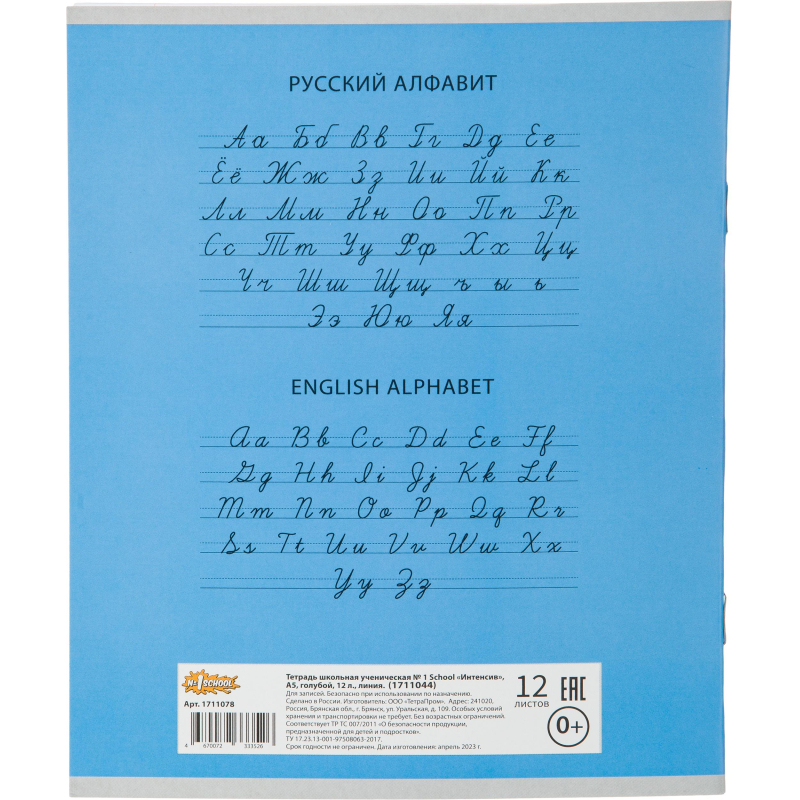 РУССКИЙ АЛФАВИТ
Аа Бб Вв Гг Дд Ее
Ёё Жж Зз Ии Йй Кк
Лл Мм Нн Оо Пп Рр
Сс Тт Уу Фф Хх Цц
Чч Шш Щщ ъ ы ь
Ээ Юю Яя
ENGLISH ALPHABET
Aa Bb Cc Dd Ee Ff
Gg Hh Ii Jj Kk Ll
Mm Nn Oo Pp Qq Rr
Ss Tt Uu Vv Ww Xx
Yy Zz
№1 SCHOOL
Арт. 1711078
4 670072 333526
Тетрадь школьная ученическая № 1 School «Интенсив»,
А5, голубой, 12 л., линия. (1711044)
Для записей. Безопасно при использовании по назначению.
Сделано в России. Изготовитель: ООО «ТетраПром». Адрес: 241020,
Россия, Брянская обл., г. Брянск, ул. Уральская, д. 109. Особых условий
хранения и транспортировки не требует. Без возрастных ограничений.
Соответствует ТР ТС 007/2011 «О безопасности продукции,
предназначенной для детей и подростков».
ТУ 17.23.13-001-97508063-2017.
Срок годности не ограничен. Дата изготовления: апрель 2023 г.
12
ЛИСТОВ
EAC
0+